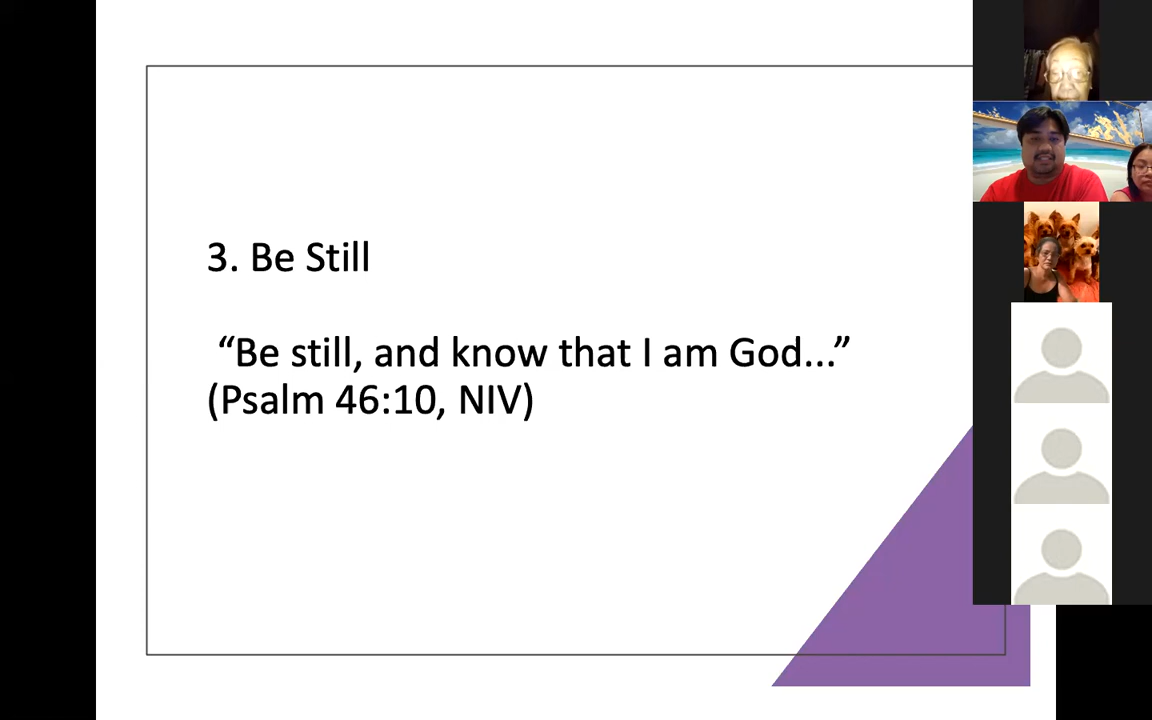 3. Be Still
“Be still, and know that I am God...”
(Psalm 46:10, NIV)